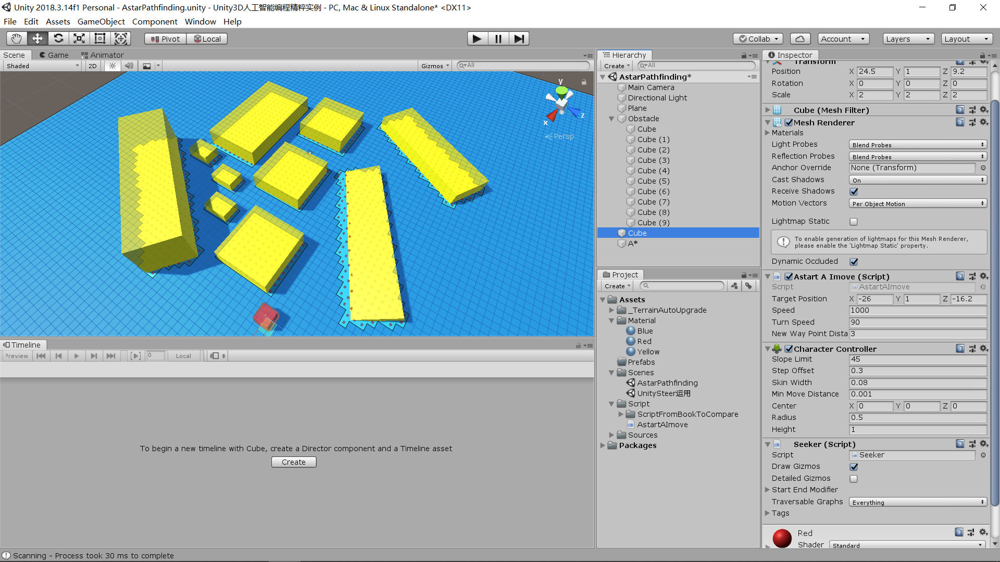 Unity 2018.3.14f1 Personal - AstarPathfinding.unity - Unity3D人工智能编程精粹实例 - PC, Mac & Linux Standalone* <DX11>
File Edit Assets GameObject Component Window Help
Pivot Local Collab Account Layers Layout
Scene Game Animator
Shaded 2D Gizmos All
y
x
z
Persp
Hierarchy
Create All
AstarPathfinding*
Main Camera
Directional Light
Plane
Obstacle
Cube
Cube (1)
Cube (2)
Cube (3)
Cube (4)
Cube (5)
Cube (6)
Cube (7)
Cube (8)
Cube (9)
Cube
A*
Project
Create
Assets
_TerrainAutoUpgrade
Material
Blue
Red
Yellow
Prefabs
Scenes
AstarPathfinding
UnitySteer运用
Script
ScriptFromBookToCompare
AstartAImove
Sources
Packages
Inspector
Transform
Position X 24.5 Y 1 Z 9.2
Rotation X 0 Y 0 Z 0
Scale X 2 Y 2 Z 2
Cube (Mesh Filter)
Mesh Renderer
Materials
Light Probes Blend Probes
Reflection Probes Blend Probes
Anchor Override None (Transform)
Cast Shadows On
Receive Shadows
Motion Vectors Per Object Motion
Lightmap Static
To enable generation of lightmaps for this Mesh Renderer,
please enable the 'Lightmap Static' property.
Dynamic Occluded
Astart A Imove (Script)
Script AstartAImove
Target Position X -26 Y 1 Z -16.2
Speed 1000
Turn Speed 90
New Way Point Dista 3
Character Controller
Slope Limit 45
Step Offset 0.3
Skin Width 0.08
Min Move Distance 0.001
Center X 0 Y 0 Z 0
Radius 0.5
Height 1
Seeker (Script)
Script Seeker
Draw Gizmos
Detailed Gizmos
Start End Modifier
Traversable Graphs Everything
Tags
Red
Shader Standard
Timeline
Preview 0 Local
To begin a new timeline with Cube, create a Director component and a Timeline asset
Create
Scanning - Process took 30 ms to complete